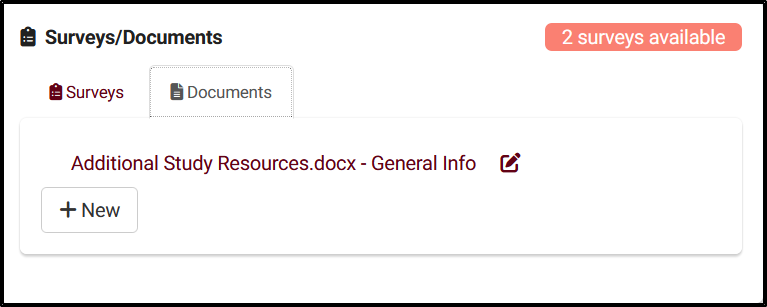 Surveys/Documents
2 surveys available
Surveys
Documents
Additional Study Resources.docx - General Info
+ New